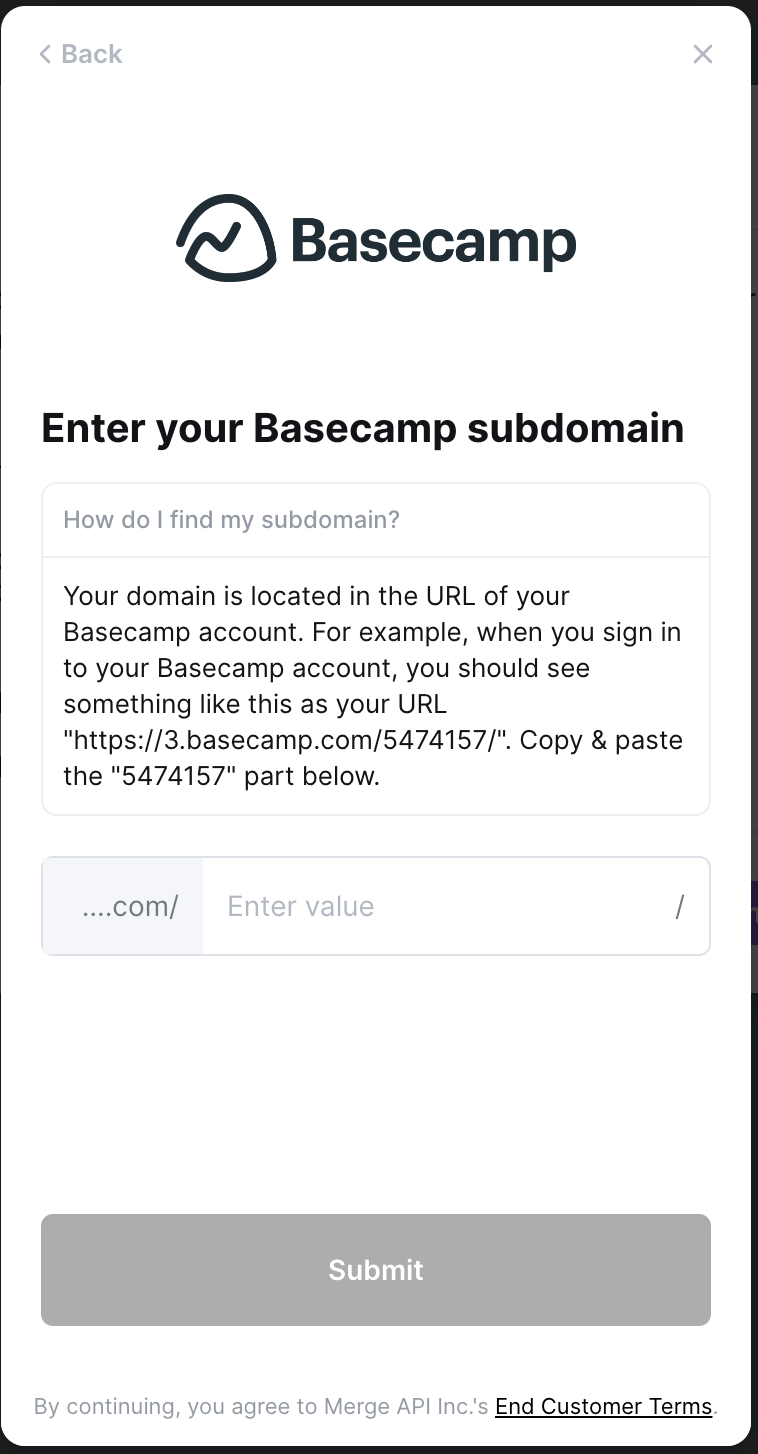 Back
Basecamp
Enter your Basecamp subdomain
How do I find my subdomain?
Your domain is located in the URL of your
Basecamp account. For example, when you sign in
to your Basecamp account, you should see
something like this as your URL
"https://3.basecamp.com/5474157/". Copy & paste
the "5474157" part below.
....com/ Enter value /
Submit
By continuing, you agree to Merge API Inc.'s End Customer Terms.